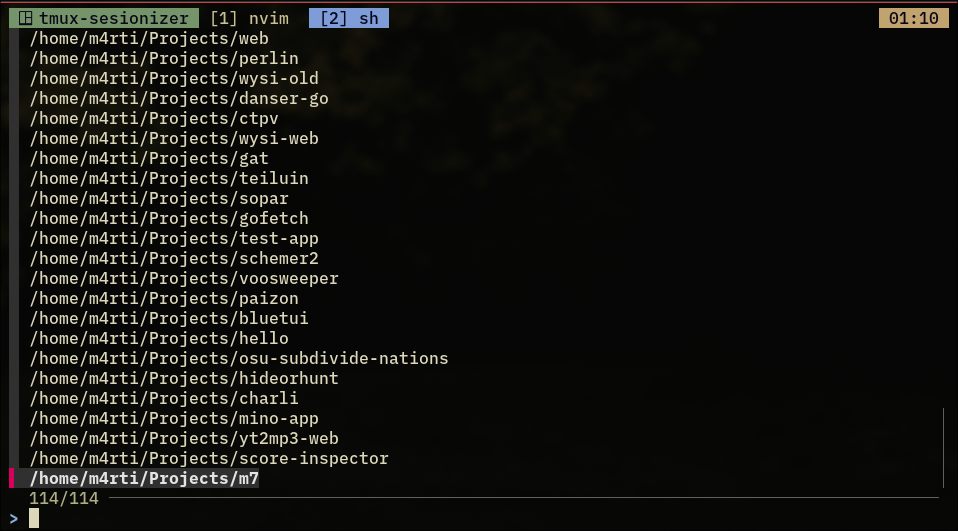 tmux-sesionizer [1] nvim [2] sh 01:10
/home/m4rti/Projects/web
/home/m4rti/Projects/perlin
/home/m4rti/Projects/wysi-old
/home/m4rti/Projects/danser-go
/home/m4rti/Projects/ctpv
/home/m4rti/Projects/wysi-web
/home/m4rti/Projects/gat
/home/m4rti/Projects/teiluin
/home/m4rti/Projects/sopar
/home/m4rti/Projects/gofetch
/home/m4rti/Projects/test-app
/home/m4rti/Projects/schemer2
/home/m4rti/Projects/voosweeper
/home/m4rti/Projects/paizon
/home/m4rti/Projects/bluetui
/home/m4rti/Projects/hello
/home/m4rti/Projects/osu-subdivide-nations
/home/m4rti/Projects/hideorhunt
/home/m4rti/Projects/charli
/home/m4rti/Projects/mino-app
/home/m4rti/Projects/yt2mp3-web
/home/m4rti/Projects/score-inspector
/home/m4rti/Projects/m7
114/114
>